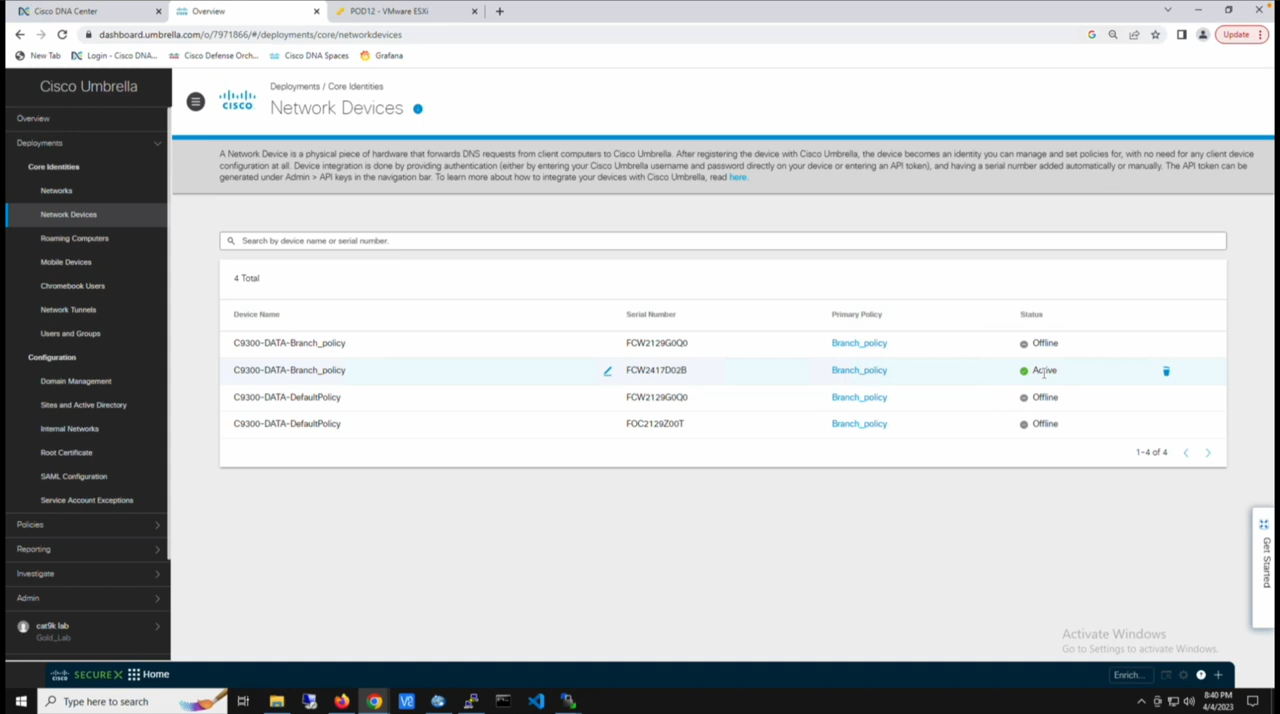 Cisco DNA Center
Overview
POD12 - VMware ESXi
dashboard.umbrella.com/o/7971866/#/deployments/core/networkdevices
Update
New Tab
Login - Cisco DNA...
Cisco Defense Orch...
Cisco DNA Spaces
Grafana
Cisco Umbrella
Overview
Deployments
Core Identities
Networks
Network Devices
Roaming Computers
Mobile Devices
Chromebook Users
Network Tunnels
Users and Groups
Configuration
Domain Management
Sites and Active Directory
Internal Networks
Root Certificate
SAML Configuration
Service Account Exceptions
Policies
Reporting
Investigate
Admin
cat9k lab
Gold_Lab
CISCO
Deployments / Core Identities
Network Devices
A Network Device is a physical piece of hardware that forwards DNS requests from client computers to Cisco Umbrella. After registering the device with Cisco Umbrella, the device becomes an identity you can manage and set policies for, with no need for any client device
configuration at all. Device integration is done by providing authentication (either by entering your Cisco Umbrella username and password directly on your device or entering an API token), and having a serial number added automatically or manually. The API token can be
generated under Admin > API keys in the navigation bar. To learn more about how to integrate your devices with Cisco Umbrella, read here.
Search by device name or serial number.
4 Total
Device Name Serial Number Primary Policy Status
C9300-DATA-Branch_policy FCW2129G0Q0 Branch_policy Offline
C9300-DATA-Branch_policy FCW2417D02B Branch_policy Active
C9300-DATA-DefaultPolicy FCW2129G0Q0 Branch_policy Offline
C9300-DATA-DefaultPolicy FOC2129Z00T Branch_policy Offline
1-4 of 4
Get Started
Activate Windows
Go to Settings to activate Windows.
CISCO SECUREX Home
Enrich...
Type here to search
8:40 PM
4/4/2023